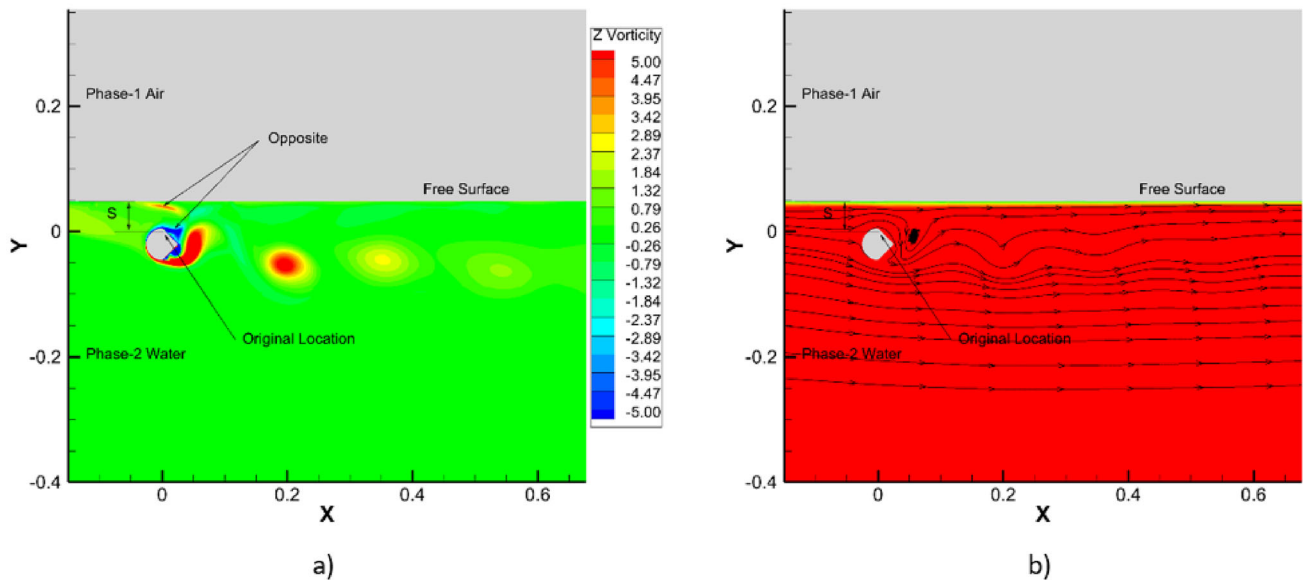 Z Vorticity
5.00
4.47
3.95
3.42
2.89
2.37
1.84
1.32
0.79
0.26
-0.26
-0.79
-1.32
-1.84
-2.37
-2.89
-3.42
-3.95
-4.47
-5.00
Phase-1 Air
Opposite
Free Surface
S
Original Location
Phase-2 Water
0.2
0
-0.2
-0.4
Y
0
0.2
0.4
0.6
X
a)
Phase-1 Air
Free Surface
S
Original Location
Phase-2 Water
0.2
0
-0.2
-0.4
Y
0
0.2
0.4
0.6
X
b)